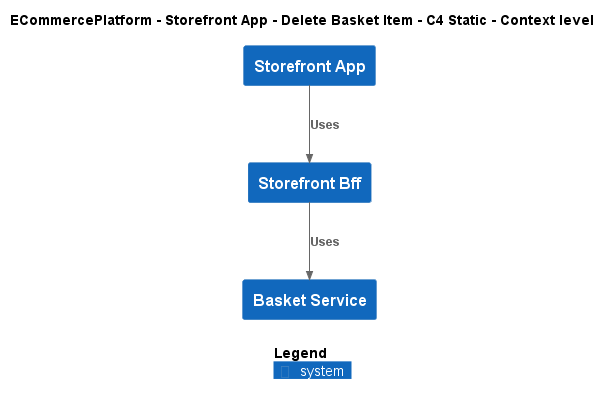 ECommercePlatform - Storefront App - Delete Basket Item - C4 Static - Context level
Storefront App
Uses
Storefront Bff
Uses
Basket Service
Legend
system